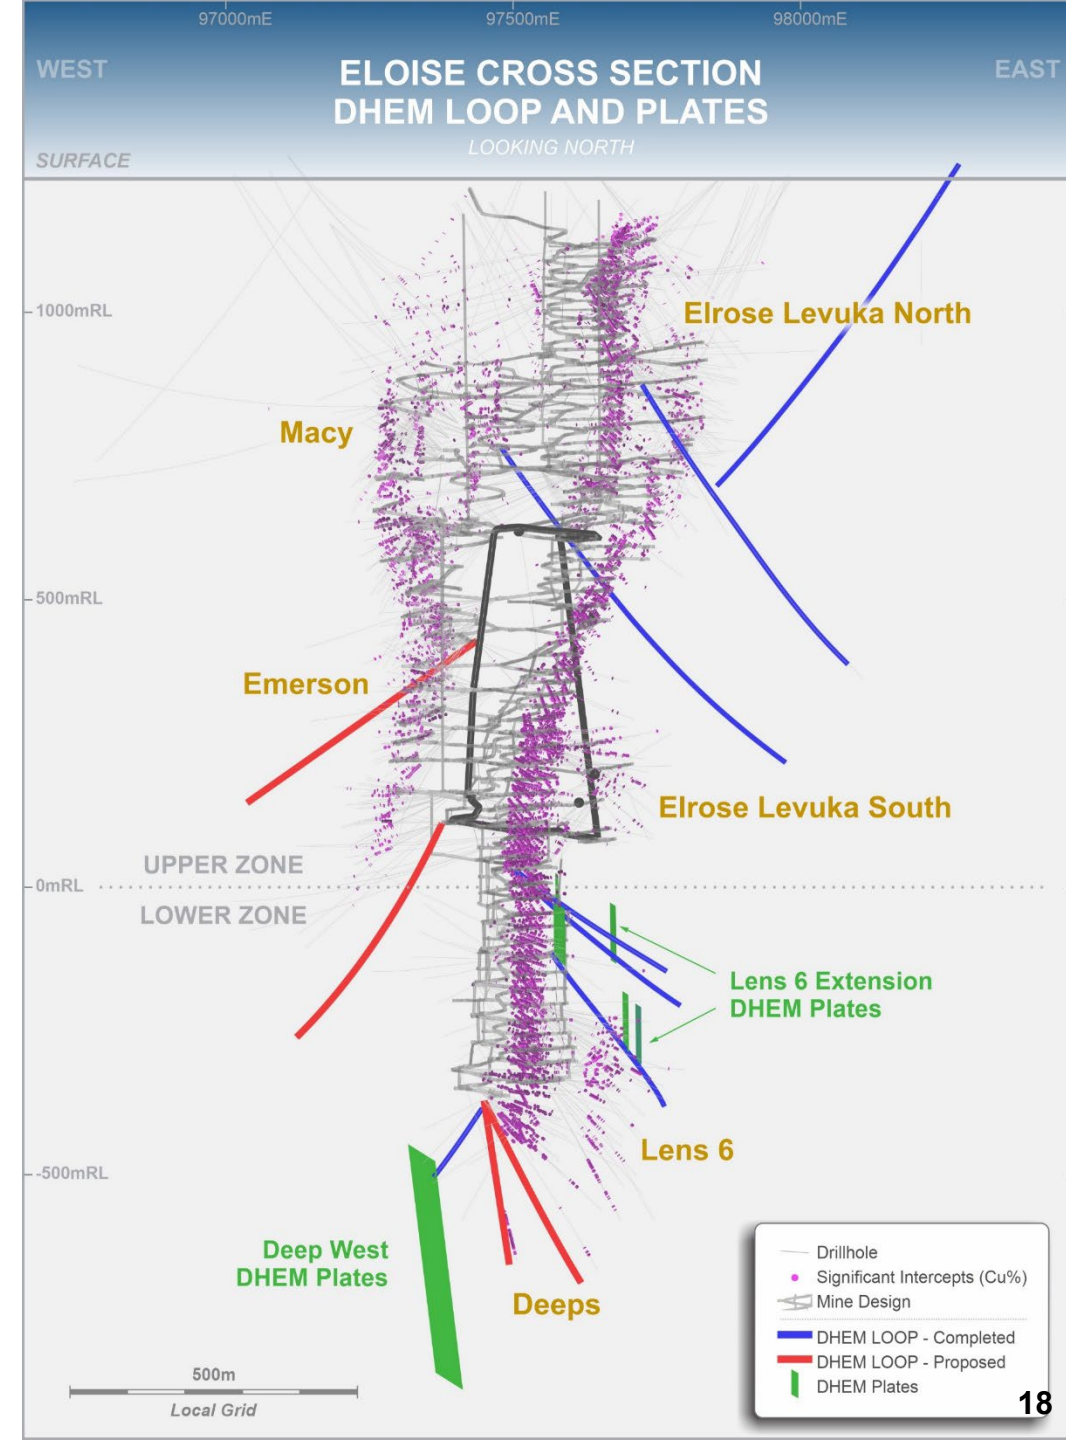 97000mE 97500mE 98000mE
WEST ELOISE CROSS SECTION EAST
DHEM LOOP AND PLATES
LOOKING NORTH
SURFACE
1000mRL
Elrose Levuka North
Macy
500mRL
Emerson
Elrose Levuka South
UPPER ZONE
0mRL
LOWER ZONE
Lens 6 Extension
DHEM Plates
Lens 6
-500mRL
Deep West
DHEM Plates
Deeps
Drillhole
Significant Intercepts (Cu%)
Mine Design
DHEM LOOP - Completed
DHEM LOOP - Proposed
DHEM Plates
500m
Local Grid
18